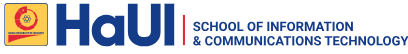 HaUI
SCHOOL OF INFORMATION
& COMMUNICATIONS TECHNOLOGY